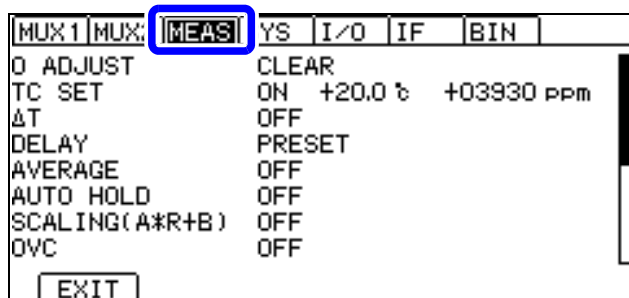 MUX1 MUX2 MEAS YS I/O IF BIN
0 ADJUST CLEAR
TC SET ON +20.0 ℃ +03930 ppm
ΔT OFF
DELAY PRESET
AVERAGE OFF
AUTO HOLD OFF
SCALING(A*R+B) OFF
OVC OFF
EXIT